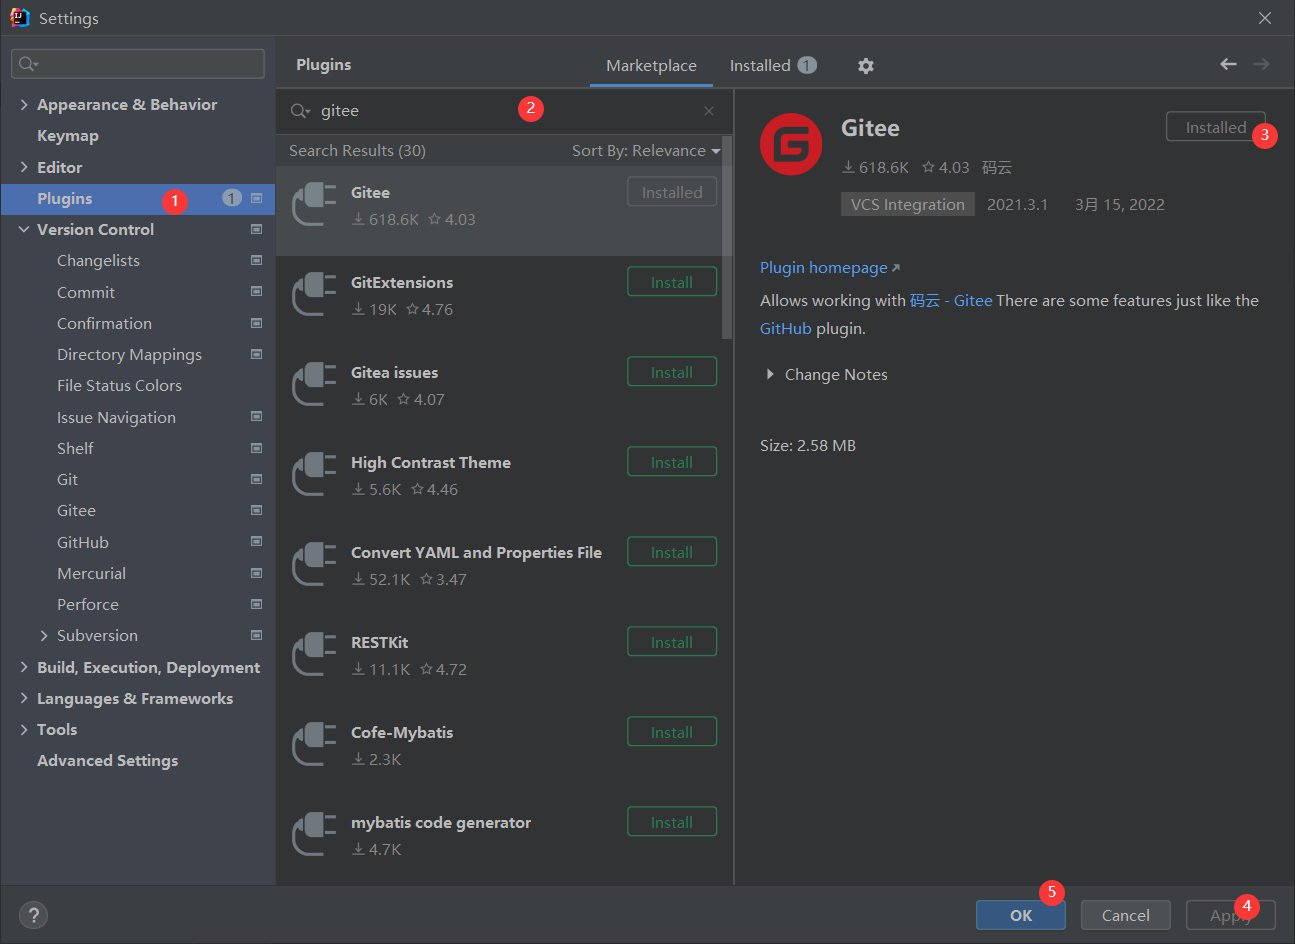 Settings
Appearance & Behavior
Keymap
Editor
Plugins 1 1
Version Control
Changelists
Commit
Confirmation
Directory Mappings
File Status Colors
Issue Navigation
Shelf
Git
Gitee
GitHub
Mercurial
Perforce
Subversion
Build, Execution, Deployment
Languages & Frameworks
Tools
Advanced Settings
Plugins
Marketplace
Installed 1
gitee 2
Search Results (30)
Sort By: Relevance
Gitee
Installed
618.6K 4.03
GitExtensions
Install
19K 4.76
Gitea issues
Install
6K 4.07
High Contrast Theme
Install
5.6K 4.46
Convert YAML and Properties File
Install
52.1K 3.47
RESTKit
Install
11.1K 4.72
Cofe-Mybatis
Install
2.3K
mybatis code generator
Install
4.7K
Gitee
Installed 3
618.6K 4.03 码云
VCS Integration 2021.3.1 3月 15, 2022
Plugin homepage
Allows working with 码云 - Gitee There are some features just like the
GitHub plugin.
Change Notes
Size: 2.58 MB
?
OK 5
Cancel
Apply 4